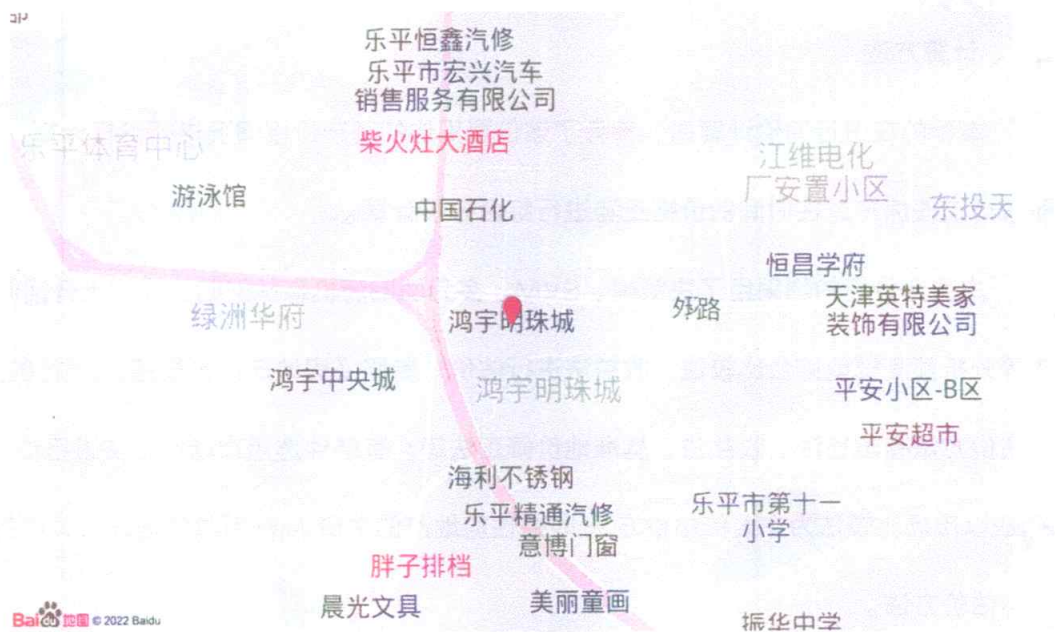 乐平恒鑫汽修
乐平市宏兴汽车
销售服务有限公司
柴火灶大酒店
乐平体育中心
江维电化
厂安置小区
游泳馆
中国石化
东投天
恒昌学府
绿洲华府
鸿宇明珠城
天津英特美家
装饰有限公司
鸿宇中央城
鸿宇明珠城
平安小区-B区
平安超市
海利不锈钢
乐平市第十一
小学
乐平精通汽修
意博门窗
胖子排档
晨光文具
美丽童画
振华中学
Bai 地图 © 2022 Baidu